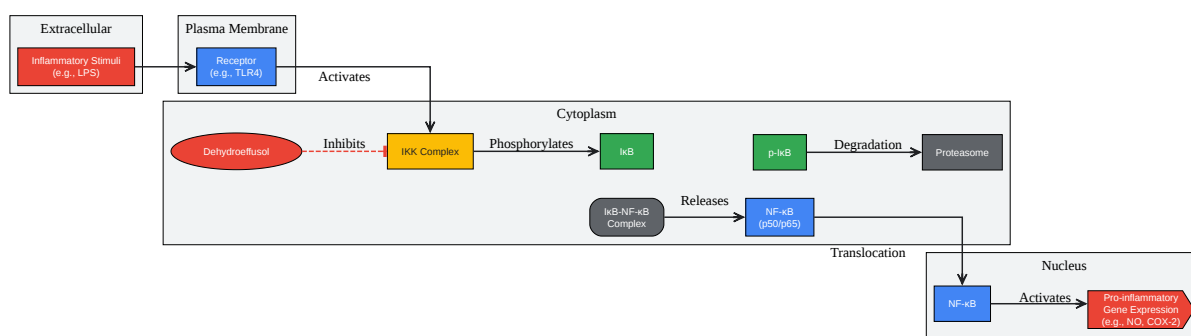 Extracellular
Plasma Membrane
Inflammatory Stimuli
(e.g., LPS)
Receptor
(e.g., TLR4)
Activates
Cytoplasm
Dehydroeffusol
Inhibits
IKK Complex
Phosphorylates
IκB
p-IκB
Degradation
Proteasome
IκB-NF-κB
Complex
Releases
NF-κB
(p50/p65)
Translocation
Nucleus
NF-κB
Activates
Pro-inflammatory
Gene Expression
(e.g., NO, COX-2)